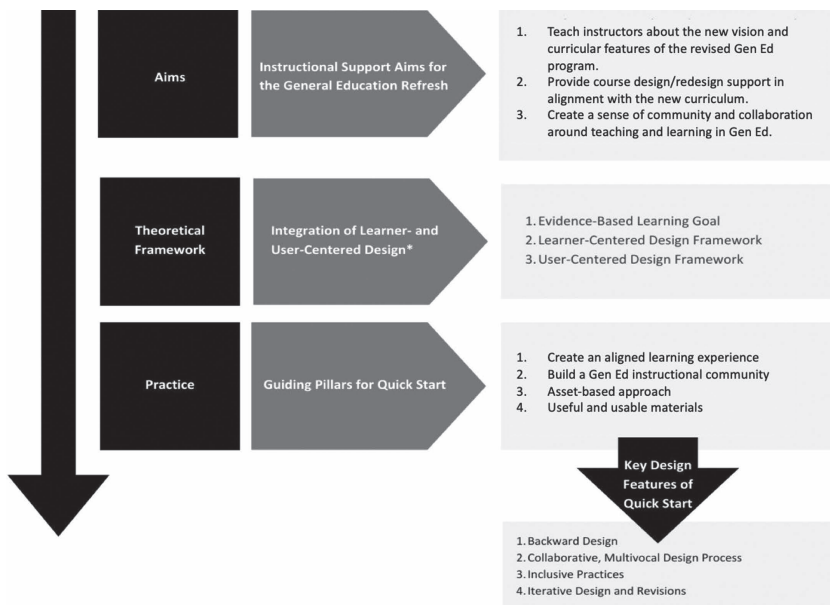 Aims
Instructional Support Aims for
the General Education Refresh
1. Teach instructors about the new vision and
curricular features of the revised Gen Ed
program.
2. Provide course design/redesign support in
alignment with the new curriculum.
3. Create a sense of community and collaboration
around teaching and learning in Gen Ed.
Theoretical
Framework
Integration of Learner- and
User-Centered Design*
1. Evidence-Based Learning Goal
2. Learner-Centered Design Framework
3. User-Centered Design Framework
Practice
Guiding Pillars for Quick Start
1. Create an aligned learning experience
2. Build a Gen Ed instructional community
3. Asset-based approach
4. Useful and usable materials
Key Design
Features of
Quick Start
1. Backward Design
2. Collaborative, Multivocal Design Process
3. Inclusive Practices
4. Iterative Design and Revisions